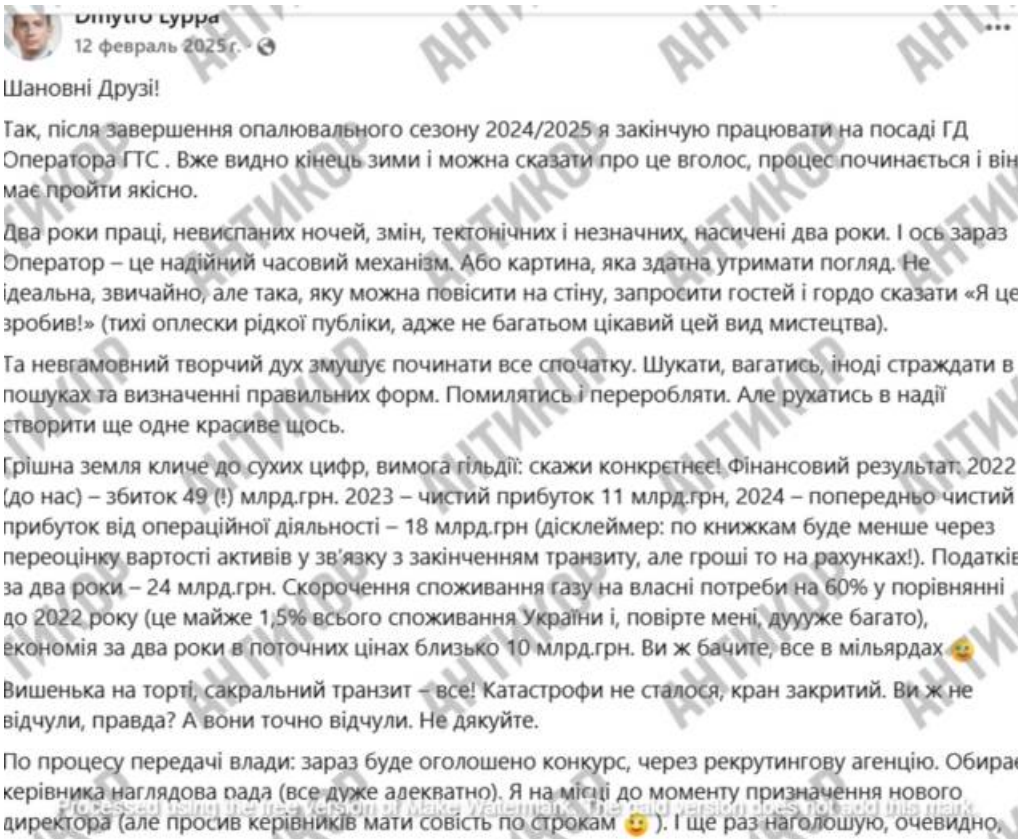 Dmytro Lyppa
12 февраль 2025 г. ·
Шановні Друзі!
Так, після завершення опалювального сезону 2024/2025 я закінчую працювати на посаді ГД
Оператора ГТС . Вже видно кінець зими і можна сказати про це вголос, процес починається і він
має пройти якісно.
Два роки праці, невиспаних ночей, змін, тектонічних і незначних, насичені два роки. І ось зараз
Оператор – це надійний часовий механізм. Або картина, яка здатна утримати погляд. Не
ідеальна, звичайно, але така, яку можна повісити на стіну, запросити гостей і гордо сказати «Я це
зробив!» (тихі оплески рідкої публіки, адже не багатьом цікавий цей вид мистецтва).
Та невгамовний творчий дух змушує починати все спочатку. Шукати, вагатись, іноді страждати в
пошуках та визначенні правильних форм. Помилятись і переробляти. Але рухатись в надії
створити ще одне красиве щось.
Грішна земля кличе до сухих цифр, вимога гільдії: скажи конкретнєє! Фінансовий результат: 2022
(до нас) – збиток 49 (!) млрд.грн. 2023 – чистий прибуток 11 млрд.грн, 2024 – попередньо чистий
прибуток від операційної діяльності – 18 млрд.грн (дісклеймер: по книжкам буде менше через
переоцінку вартості активів у зв'язку з закінченням транзиту, але гроші то на рахунках!). Податків
за два роки – 24 млрд.грн. Скорочення споживання газу на власні потреби на 60% у порівнянні
до 2022 року (це майже 1,5% всього споживання України і, повірте мені, дуууже багато),
економія за два роки в поточних цінах близько 10 млрд.грн. Ви ж бачите, все в мільярдах 😅
Вишенька на торті, сакральний транзит – все! Катастрофи не сталося, кран закритий. Ви ж не
відчули, правда? А вони точно відчули. Не дякуйте.
По процесу передачі влади: зараз буде оголошено конкурс, через рекрутингову агенцію. Обирає
керівника наглядова рада (все дуже адекватно). Я на місці до моменту призначення нового
директора (але просив керівників мати совість по строкам 🙂 ). І ще раз наголошую, очевидно,
Processed using the free version of Make Watermark. The paid version does not add this mark.
АНТИКОР